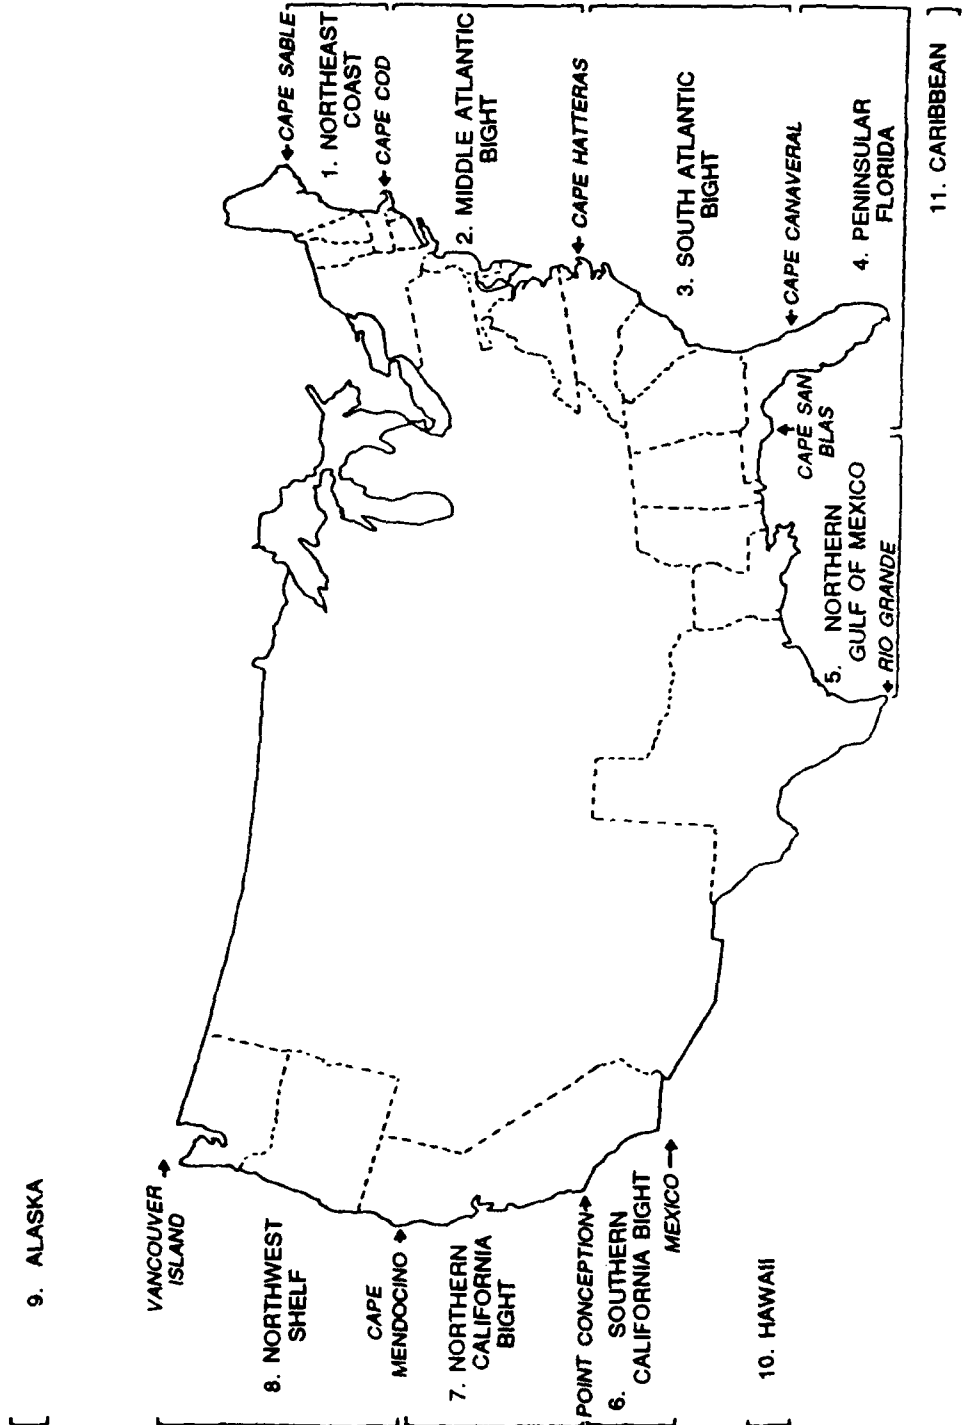 9. ALASKA
VANCOUVER
ISLAND
8. NORTHWEST
SHELF
CAPE
MENDOCINO
7. NORTHERN
CALIFORNIA
BIGHT
POINT CONCEPTION
6. SOUTHERN
CALIFORNIA BIGHT
MEXICO
10. HAWAII
CAPE SABLE
1. NORTHEAST
COAST
CAPE COD
2. MIDDLE ATLANTIC
BIGHT
CAPE HATTERAS
3. SOUTH ATLANTIC
BIGHT
CAPE CANAVERAL
4. PENINSULAR
FLORIDA
CAPE SAN
BLAS
5. NORTHERN
GULF OF MEXICO
RIO GRANDE
11. CARIBBEAN